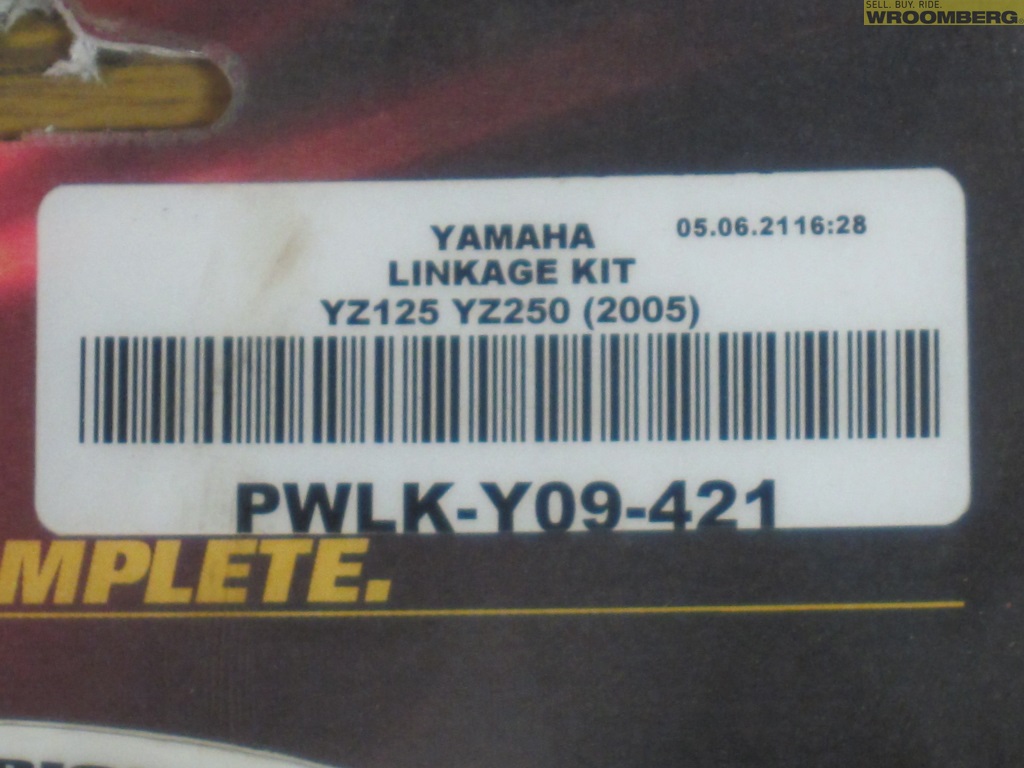 SELL. BUY. RIDE.
WROOMBERG
YAMAHA
05.06.2116:28
LINKAGE KIT
YZ125 YZ250 (2005)
PWLK-Y09-421
MPLETE.